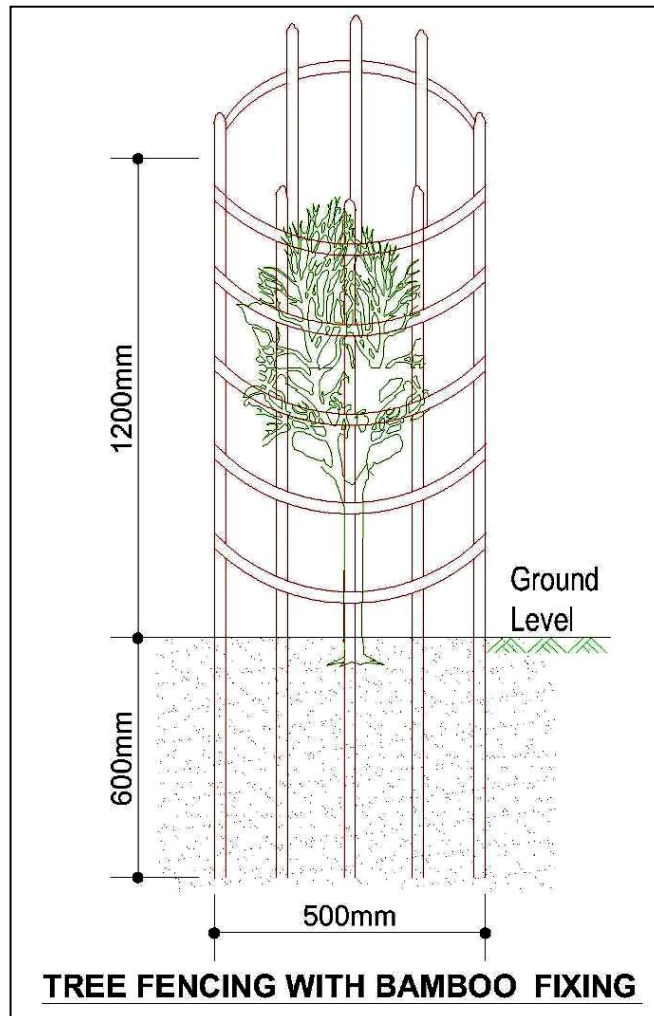 1200mm
Ground
Level
600mm
500mm
TREE FENCING WITH BAMBOO FIXING